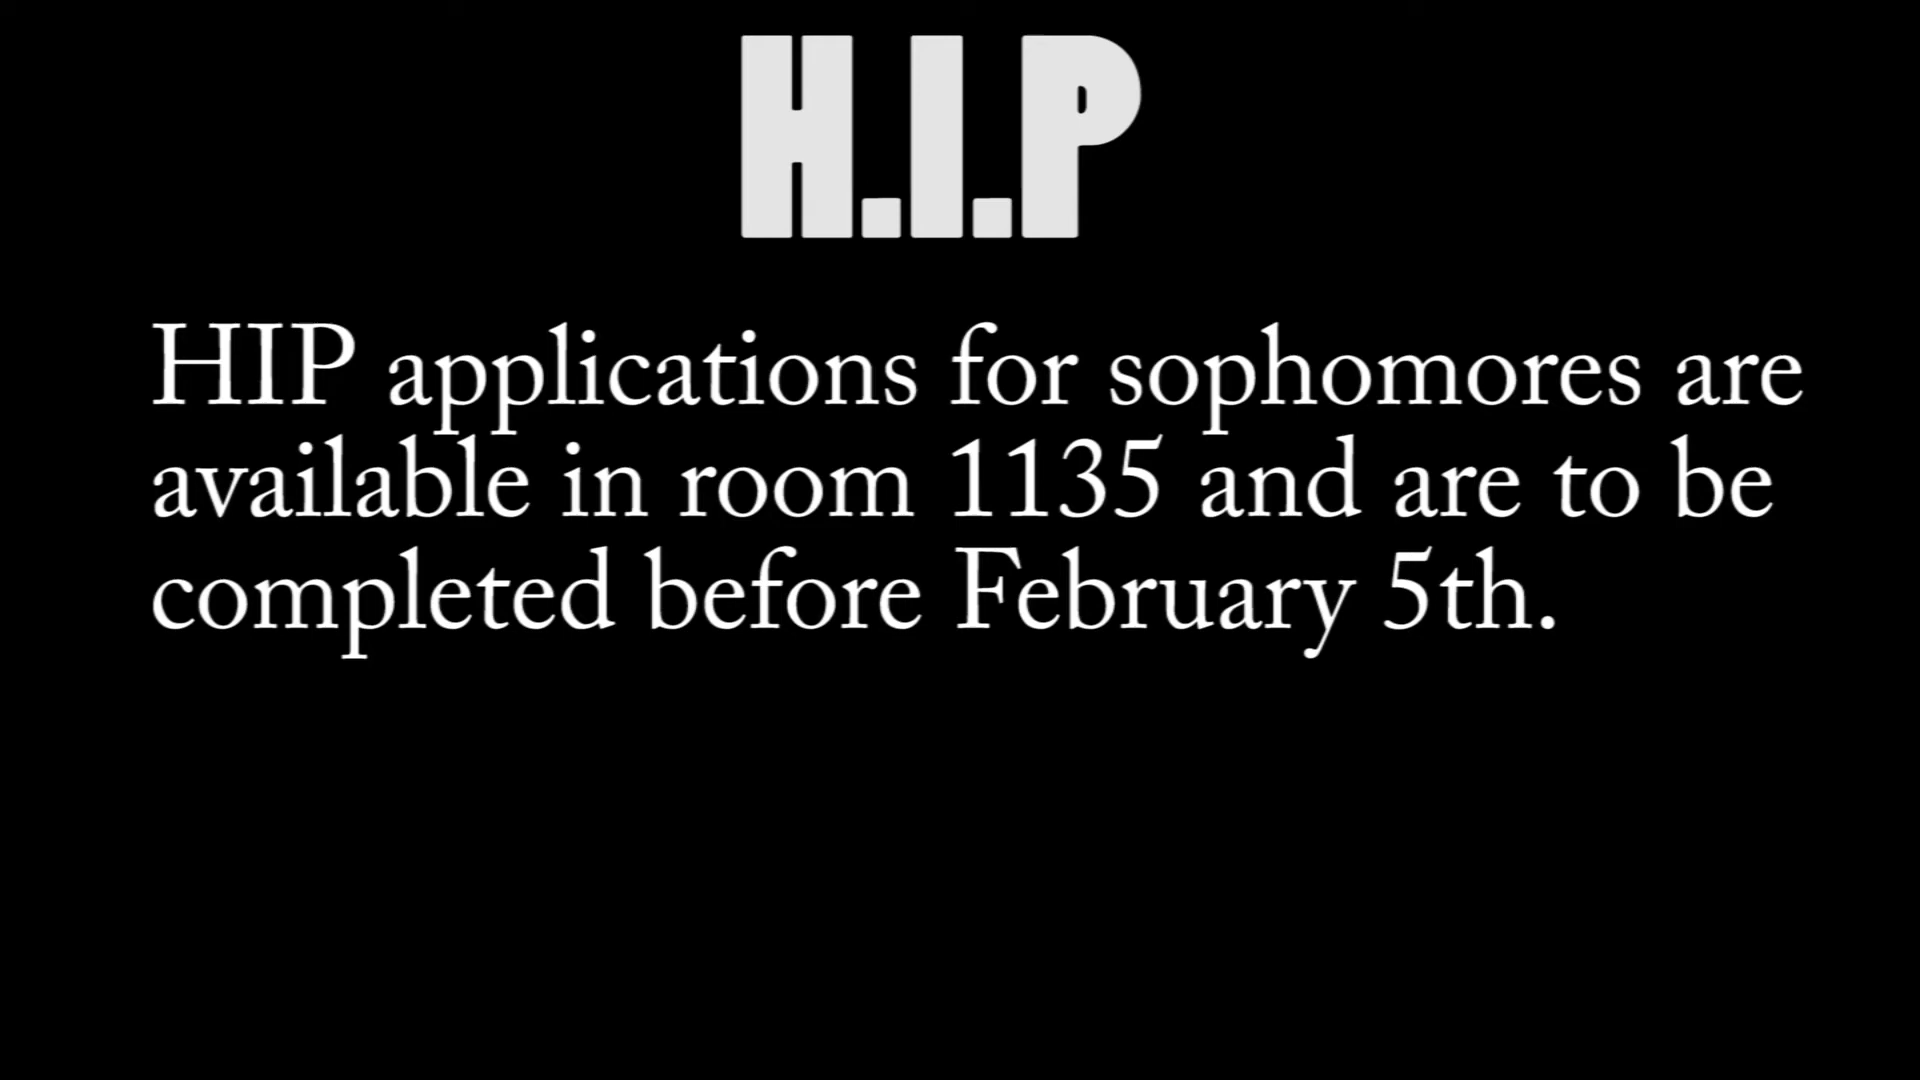 H.I.P
HIP applications for sophomores are
available in room 1135 and are to be
completed before February 5th.